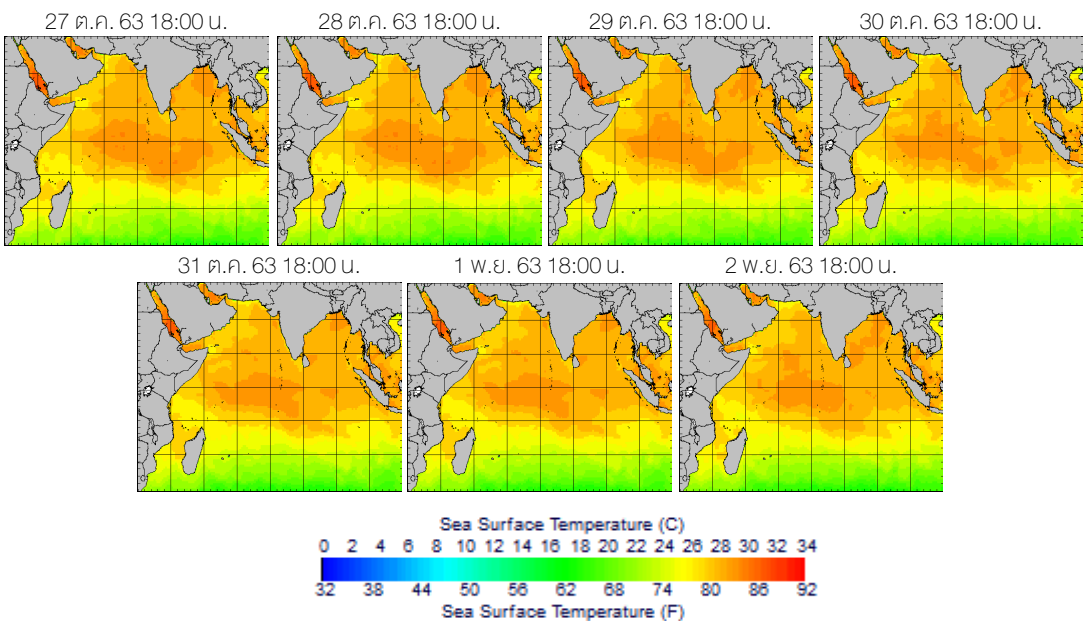 27 ต.ค. 63 18:00 น. 28 ต.ค. 63 18:00 น. 29 ต.ค. 63 18:00 น. 30 ต.ค. 63 18:00 น.
31 ต.ค. 63 18:00 น. 1 พ.ย. 63 18:00 น. 2 พ.ย. 63 18:00 น.
Sea Surface Temperature (C)
0 2 4 6 8 10 12 14 16 18 20 22 24 26 28 30 32 34
32 38 44 50 56 62 68 74 80 86 92
Sea Surface Temperature (F)